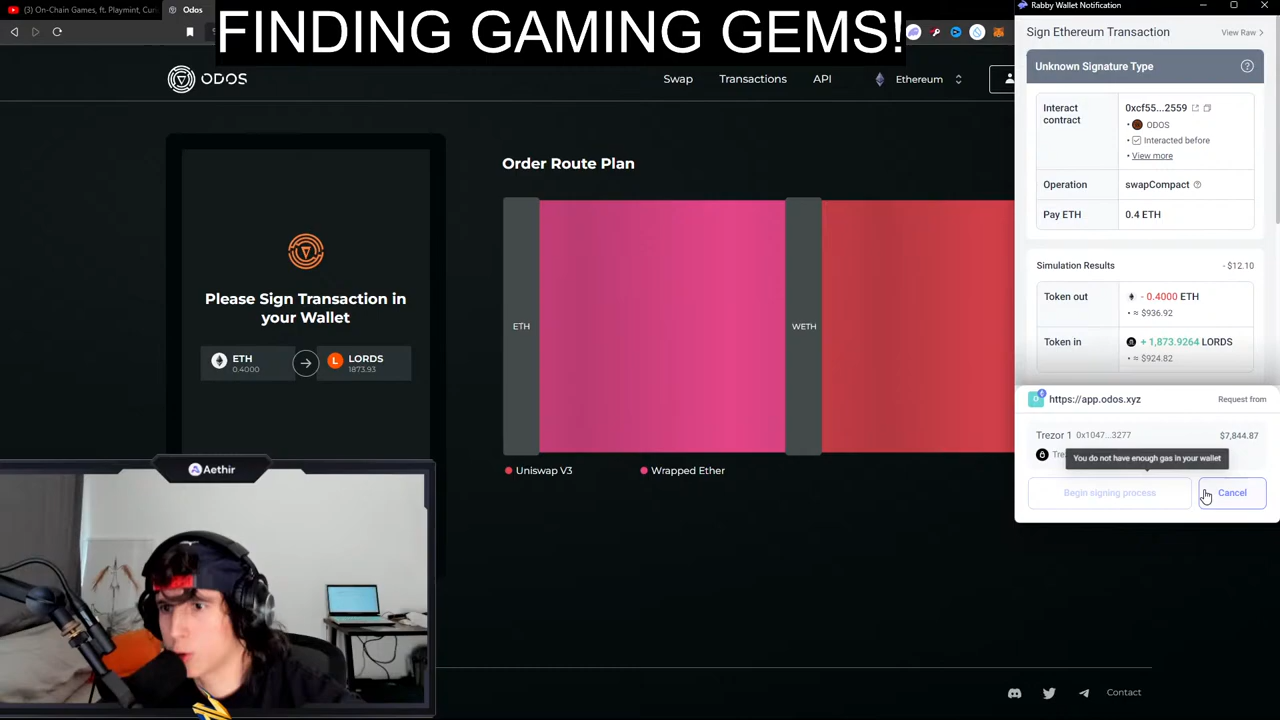 (3) On-Chain Games, ft. Playmint, Curi
Odos
FINDING GAMING GEMS!
ODOS
Swap
Transactions
API
Ethereum
Please Sign Transaction in
your Wallet
ETH
0.4000
LORDS
1873.93
Order Route Plan
ETH
WETH
Uniswap V3
Wrapped Ether
Rabby Wallet Notification
Sign Ethereum Transaction
View Raw
Unknown Signature Type
Interact
contract
0xcf55...2559
ODOS
Interacted before
View more
Operation
swapCompact
Pay ETH
0.4 ETH
Simulation Results
- $12.10
Token out
- 0.4000 ETH
≈ $936.92
Token in
+ 1,873.9264 LORDS
≈ $924.82
https://app.odos.xyz
Request from
Trezor 1 0x1047...3277
$7,844.87
You do not have enough gas in your wallet
Begin signing process
Cancel
Aethir
Contact